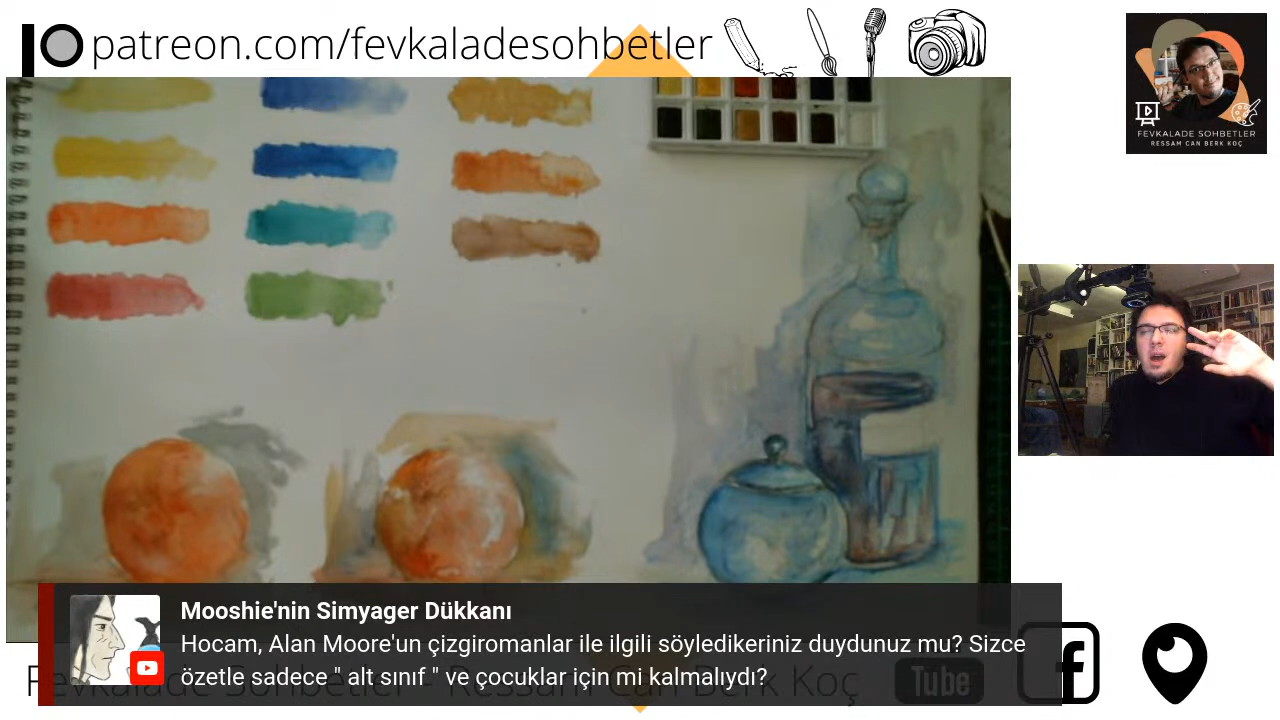 patreon.com/fevkaladesohbetler
FEVKALADE SOHBETLER
RESSAM CAN BERK KOÇ
Mooshie'nin Simyager Dükkanı
Hocam, Alan Moore'un çizgiromanlar ile ilgili söyledikeriniz duydunuz mu? Sizce
özetle sadece " alt sınıf " ve çocuklar için mi kalmalıydı?
Fevkalade Sohbetler - Ressam Can Berk Koç
Tube